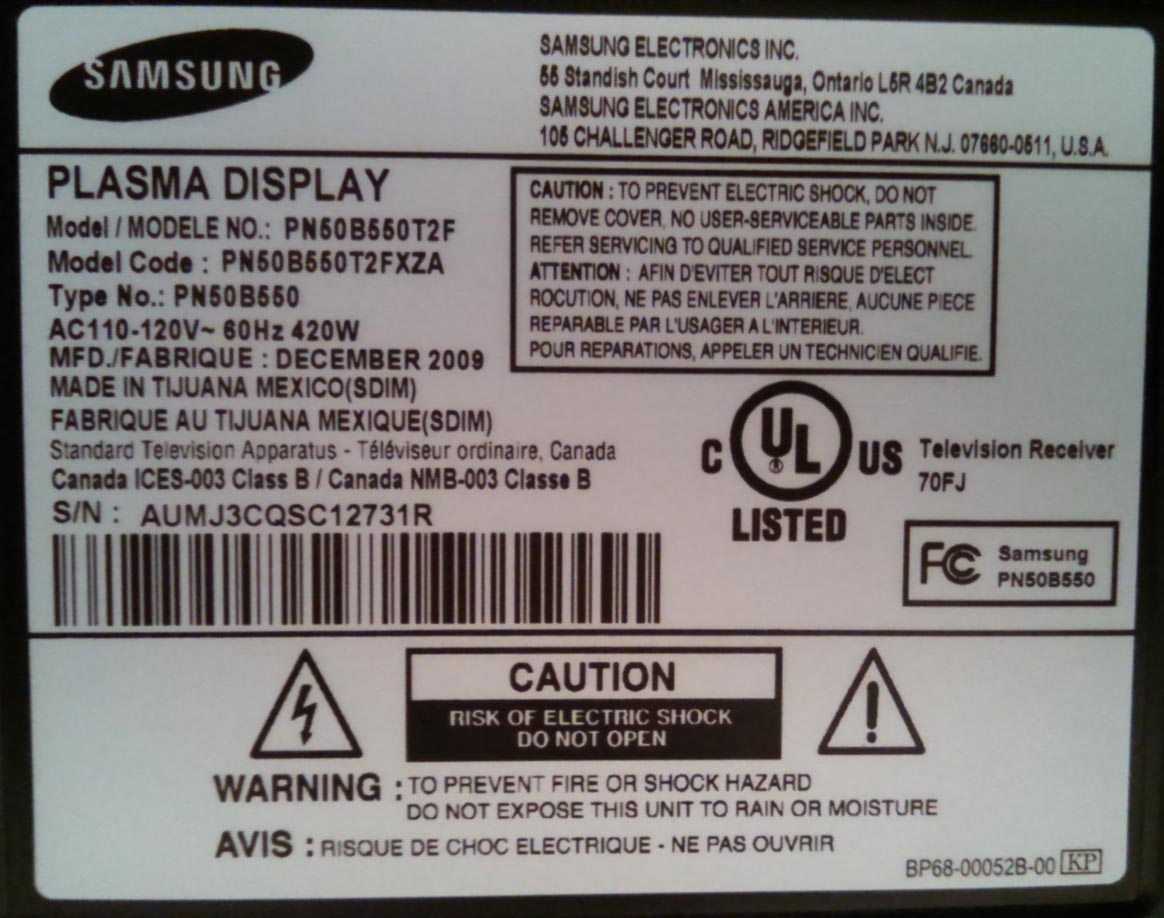 SAMSUNG
SAMSUNG ELECTRONICS INC.
55 Standish Court Mississauga, Ontario L5R 4B2 Canada
SAMSUNG ELECTRONICS AMERICA INC.
105 CHALLENGER ROAD, RIDGEFIELD PARK N.J. 07660-0511, U.S.A.
PLASMA DISPLAY
Model / MODELE NO.: PN50B550T2F
Model Code : PN50B550T2FXZA
Type No.: PN50B550
AC110-120V~ 60Hz 420W
MFD./FABRIQUE : DECEMBER 2009
MADE IN TIJUANA MEXICO(SDIM)
FABRIQUE AU TIJUANA MEXIQUE(SDIM)
Standard Television Apparatus - Téléviseur ordinaire, Canada
Canada ICES-003 Class B / Canada NMB-003 Classe B
S/N : AUMJ3CQSC12731R
CAUTION : TO PREVENT ELECTRIC SHOCK, DO NOT
REMOVE COVER, NO USER-SERVICEABLE PARTS INSIDE.
REFER SERVICING TO QUALIFIED SERVICE PERSONNEL.
ATTENTION : AFIN D'EVITER TOUT RISQUE D'ELECT
ROCUTION, NE PAS ENLEVER L'ARRIERE, AUCUNE PIECE
REPARABLE PAR L'USAGER A L'INTERIEUR.
POUR REPARATIONS, APPELER UN TECHNICIEN QUALIFIE.
C UL® US
LISTED
Television Receiver
70FJ
FC Samsung
PN50B550
CAUTION
RISK OF ELECTRIC SHOCK
DO NOT OPEN
!
WARNING : TO PREVENT FIRE OR SHOCK HAZARD
DO NOT EXPOSE THIS UNIT TO RAIN OR MOISTURE
AVIS : RISQUE DE CHOC ELECTRIQUE - NE PAS OUVRIR
BP68-00052B-00 KP